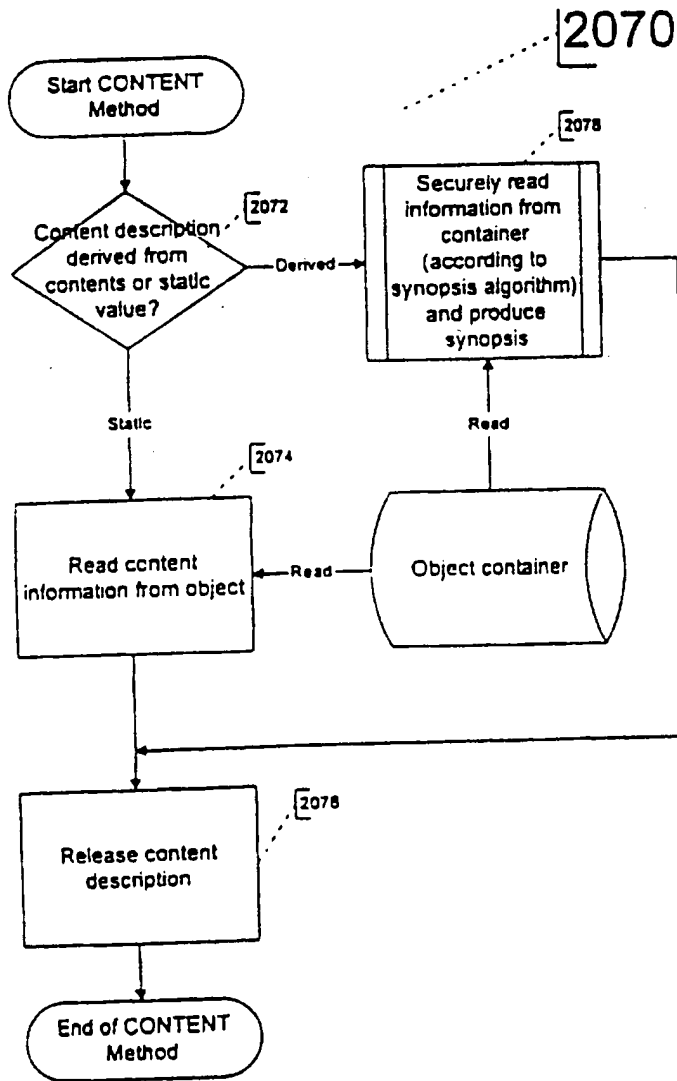 2070
Start CONTENT
Method
2078
2072
Content description
derived from
contents or static
value?
Derived
Securely read
information from
container
(according to
synopsis algorithm)
and produce
synopsis
Static
Read
2074
Read content
information from object
Read
Object container
2076
Release content
description
End of CONTENT
Method